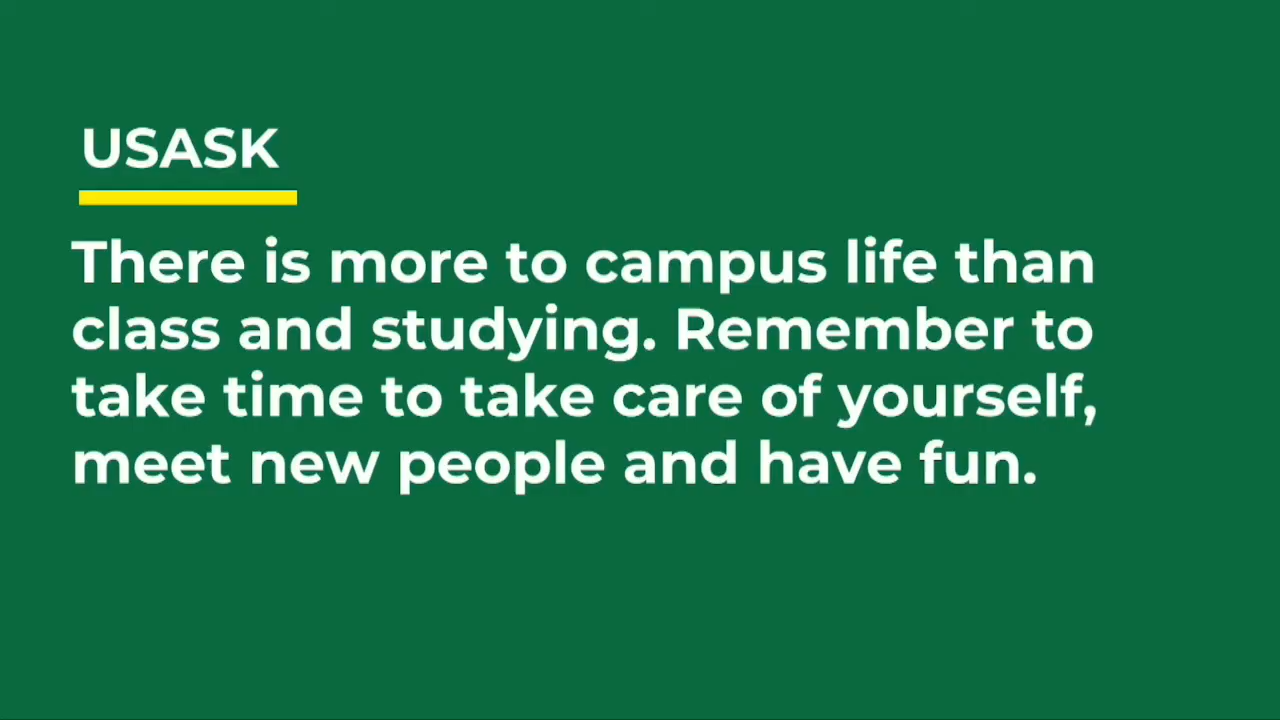 USASK
There is more to campus life than
class and studying. Remember to
take time to take care of yourself,
meet new people and have fun.